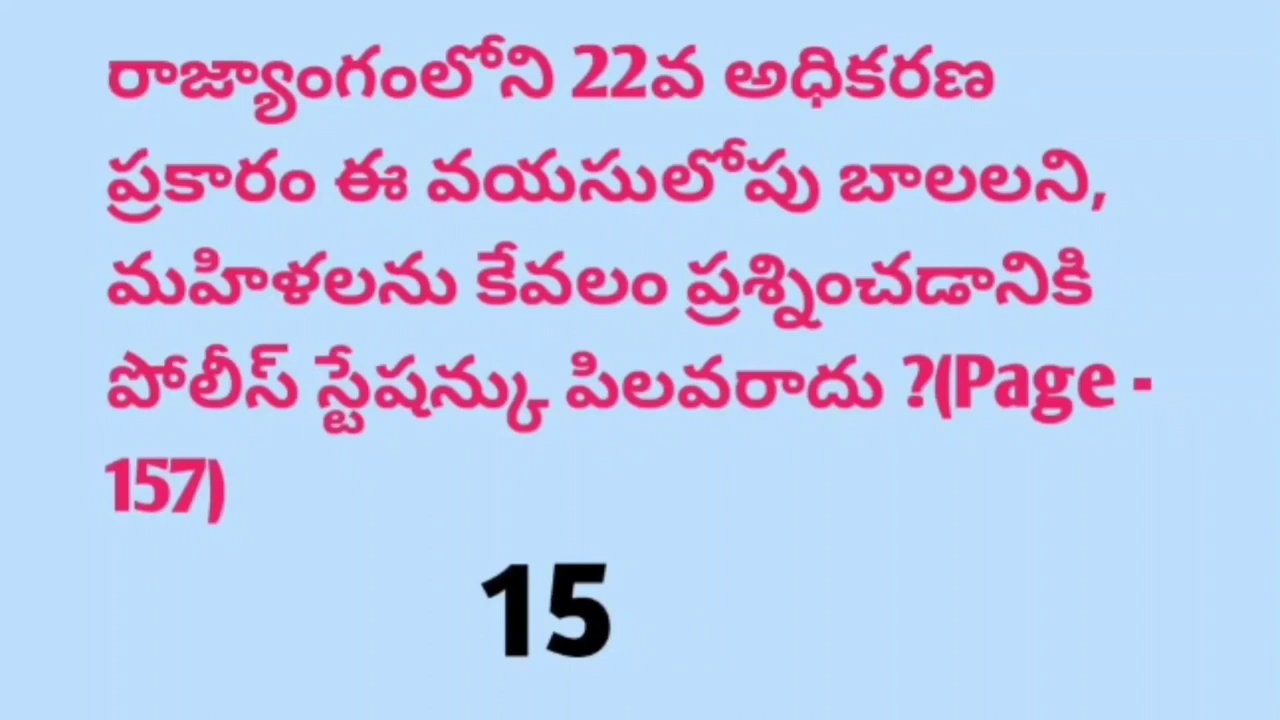 రాజ్యాంగంలోని 22వ అధికరణ
ప్రకారం ఈ వయసులోపు బాలలని,
మహిళలను కేవలం ప్రశ్నించడానికి
పోలీస్ స్టేషన్కు పిలవరాదు ?(Page -
157)
15